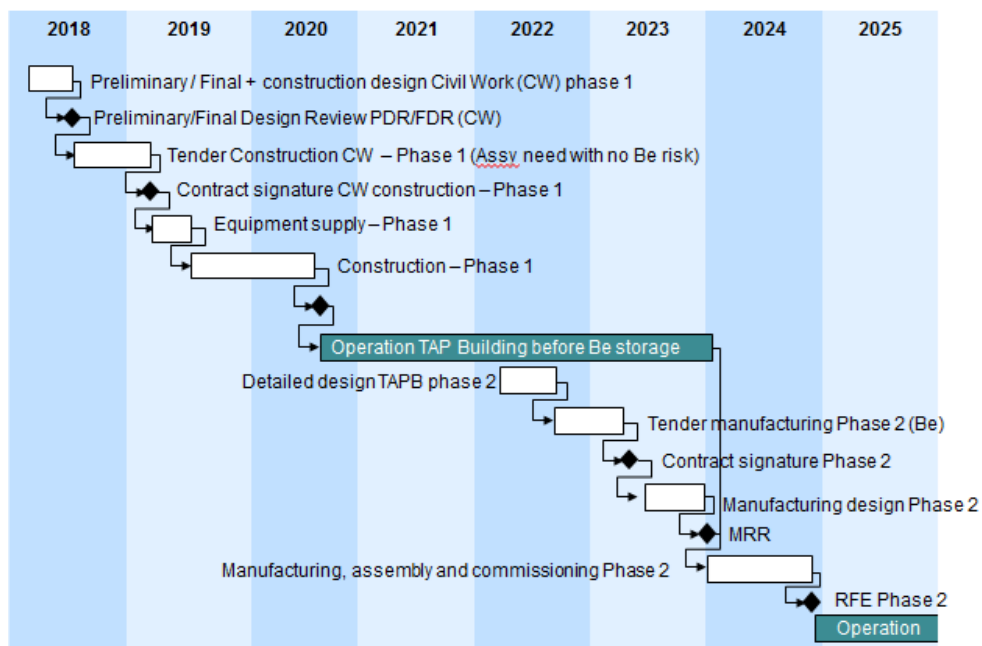 2018 2019 2020 2021 2022 2023 2024 2025
Preliminary / Final + construction design Civil Work (CW) phase 1
Preliminary/Final Design Review PDR/FDR (CW)
Tender Construction CW – Phase 1 (Assy need with no Be risk)
Contract signature CW construction – Phase 1
Equipment supply – Phase 1
Construction – Phase 1
Operation TAP Building before Be storage
Detailed design TAPB phase 2
Tender manufacturing Phase 2 (Be)
Contract signature Phase 2
Manufacturing design Phase 2
MRR
Manufacturing, assembly and commissioning Phase 2
RFE Phase 2
Operation